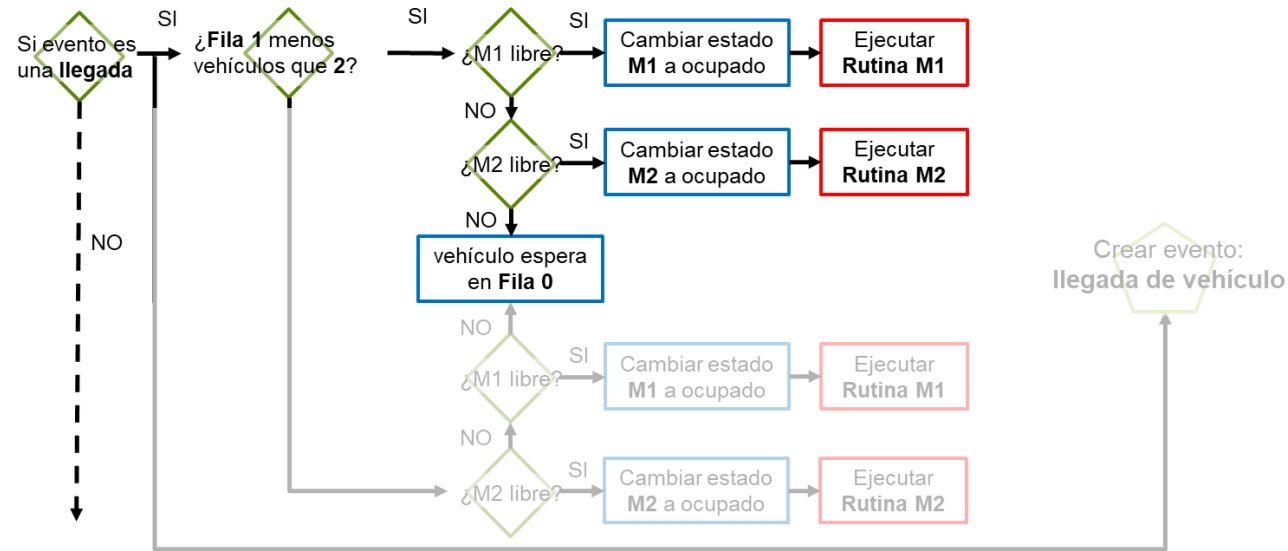 Si evento es
una llegada
SI
¿Fila 1 menos
vehículos que 2?
SI
¿M1 libre?
SI
Cambiar estado
M1 a ocupado
Ejecutar
Rutina M1
NO
¿M2 libre?
SI
Cambiar estado
M2 a ocupado
Ejecutar
Rutina M2
NO
NO
vehículo espera
en Fila 0
Crear evento:
llegada de vehículo
NO
¿M1 libre?
SI
Cambiar estado
M1 a ocupado
Ejecutar
Rutina M1
NO
¿M2 libre?
SI
Cambiar estado
M2 a ocupado
Ejecutar
Rutina M2